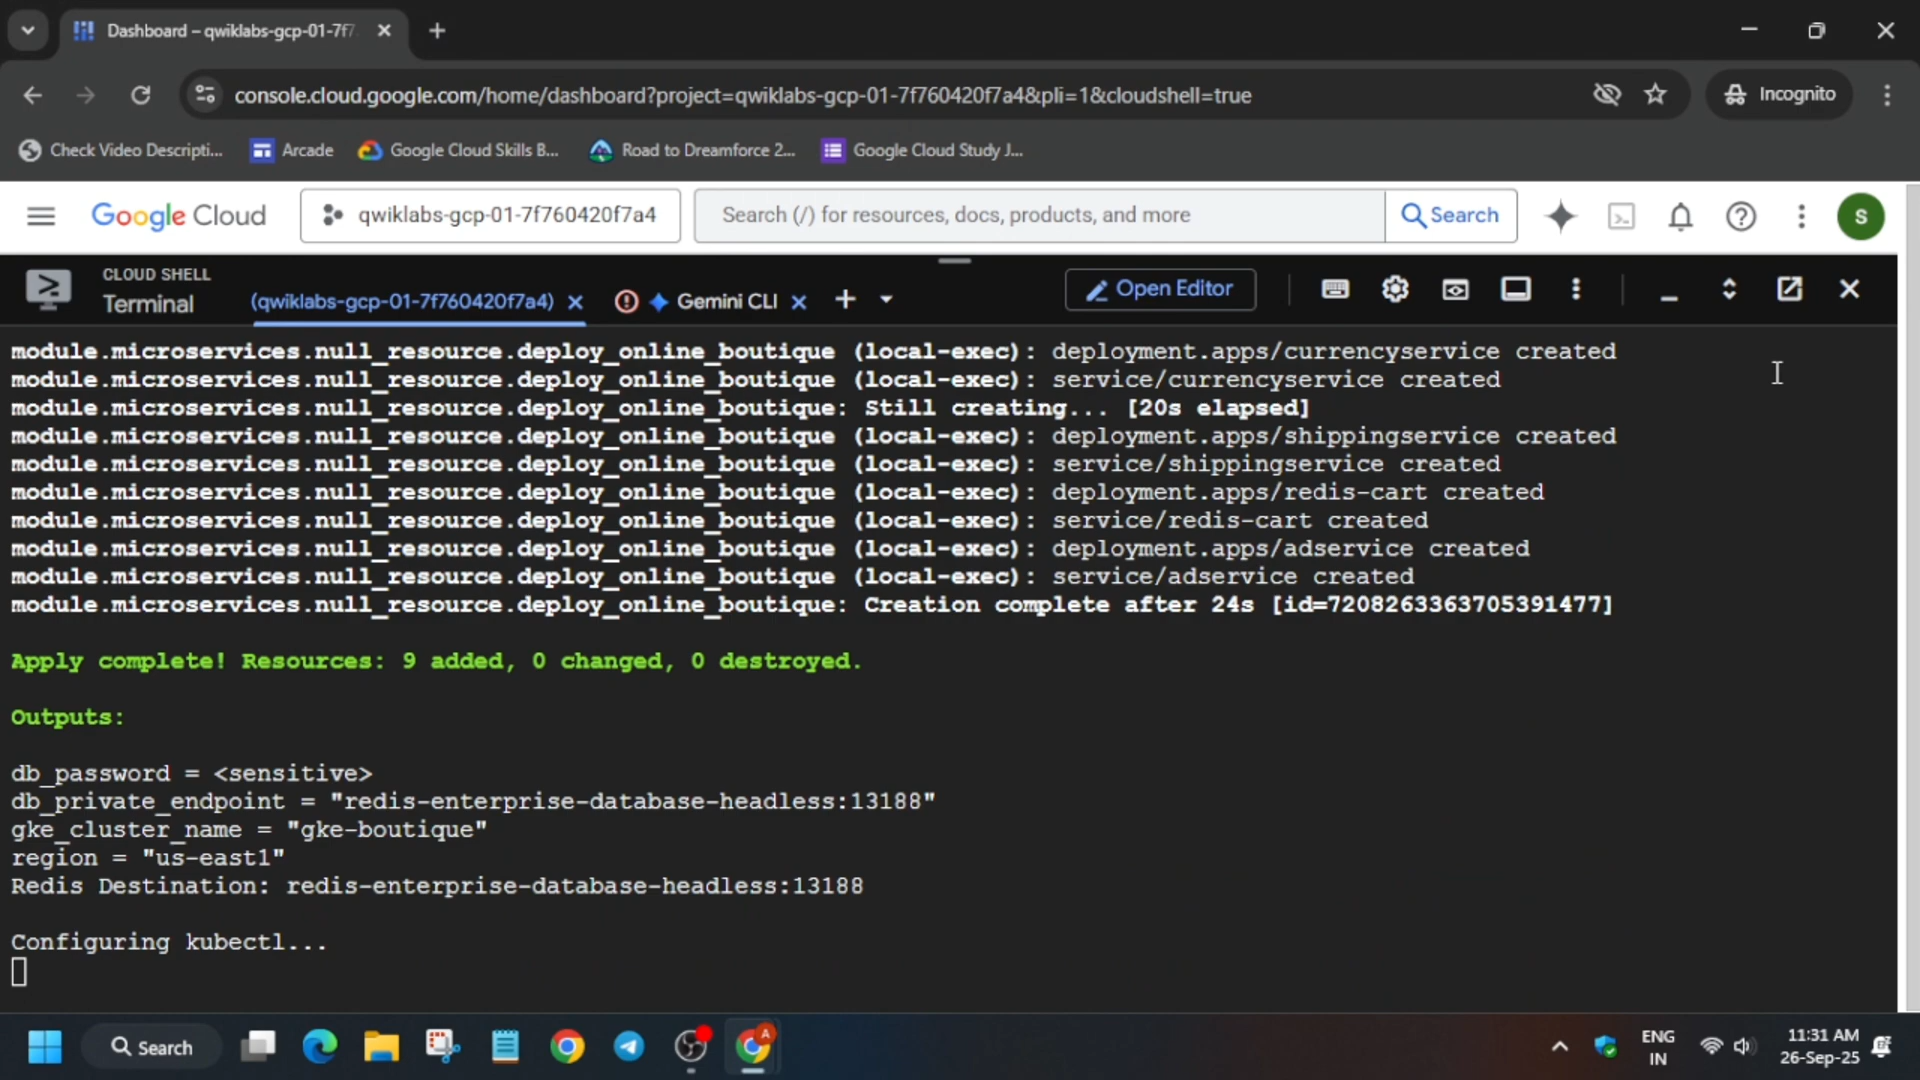 Dashboard – qwiklabs-gcp-01-7f7
console.cloud.google.com/home/dashboard?project=qwiklabs-gcp-01-7f760420f7a4&pli=1&cloudshell=true
Incognito
Check Video Descripti...
Arcade
Google Cloud Skills B...
Road to Dreamforce 2...
Google Cloud Study J...
Google Cloud
qwiklabs-gcp-01-7f760420f7a4
Search (/) for resources, docs, products, and more
Search
S
CLOUD SHELL
Terminal
(qwiklabs-gcp-01-7f760420f7a4)
Gemini CLI
Open Editor
module.microservices.null_resource.deploy_online_boutique (local-exec): deployment.apps/currencyservice created
module.microservices.null_resource.deploy_online_boutique (local-exec): service/currencyservice created
module.microservices.null_resource.deploy_online_boutique: Still creating... [20s elapsed]
module.microservices.null_resource.deploy_online_boutique (local-exec): deployment.apps/shippingservice created
module.microservices.null_resource.deploy_online_boutique (local-exec): service/shippingservice created
module.microservices.null_resource.deploy_online_boutique (local-exec): deployment.apps/redis-cart created
module.microservices.null_resource.deploy_online_boutique (local-exec): service/redis-cart created
module.microservices.null_resource.deploy_online_boutique (local-exec): deployment.apps/adservice created
module.microservices.null_resource.deploy_online_boutique (local-exec): service/adservice created
module.microservices.null_resource.deploy_online_boutique: Creation complete after 24s [id=7208263363705391477]
Apply complete! Resources: 9 added, 0 changed, 0 destroyed.
Outputs:
db_password = <sensitive>
db_private_endpoint = "redis-enterprise-database-headless:13188"
gke_cluster_name = "gke-boutique"
region = "us-east1"
Redis Destination: redis-enterprise-database-headless:13188
Configuring kubectl...
Search
ENG
IN
11:31 AM
26-Sep-25